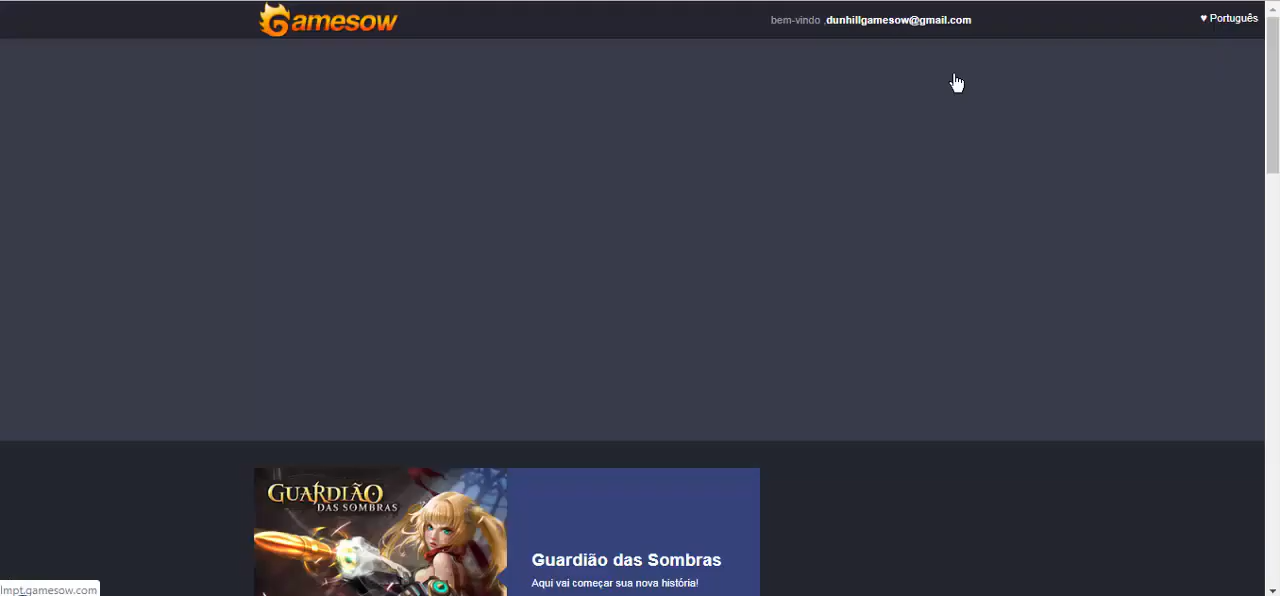 Gamesow
bem-vindo ,dunhillgamesow@gmail.com
♥ Português
GUARDIÃO
DAS SOMBRAS
Guardião das Sombras
Aqui vai começar sua nova história!
lmpt.gamesow.com